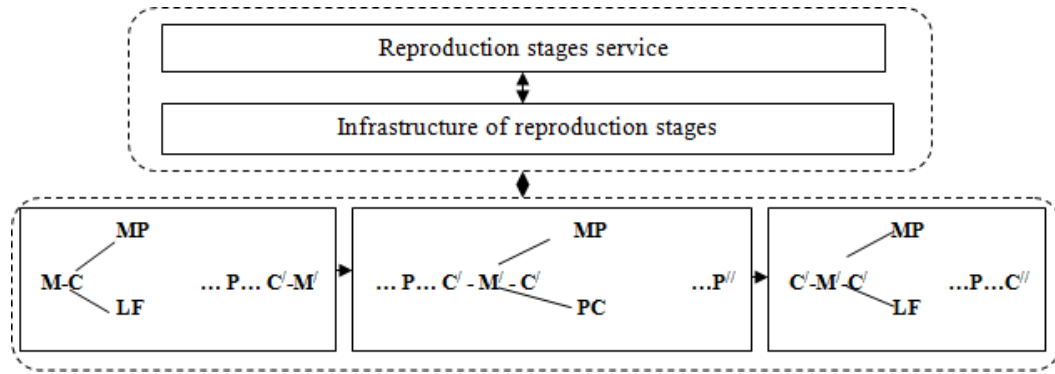 Reproduction stages service
Infrastructure of reproduction stages
MP
M-C ... P... C/-M/
LF
MP
... P... C/ - M/ - C/ ...P//
PC
MP
C/-M/-C/ ...P...C//
LF